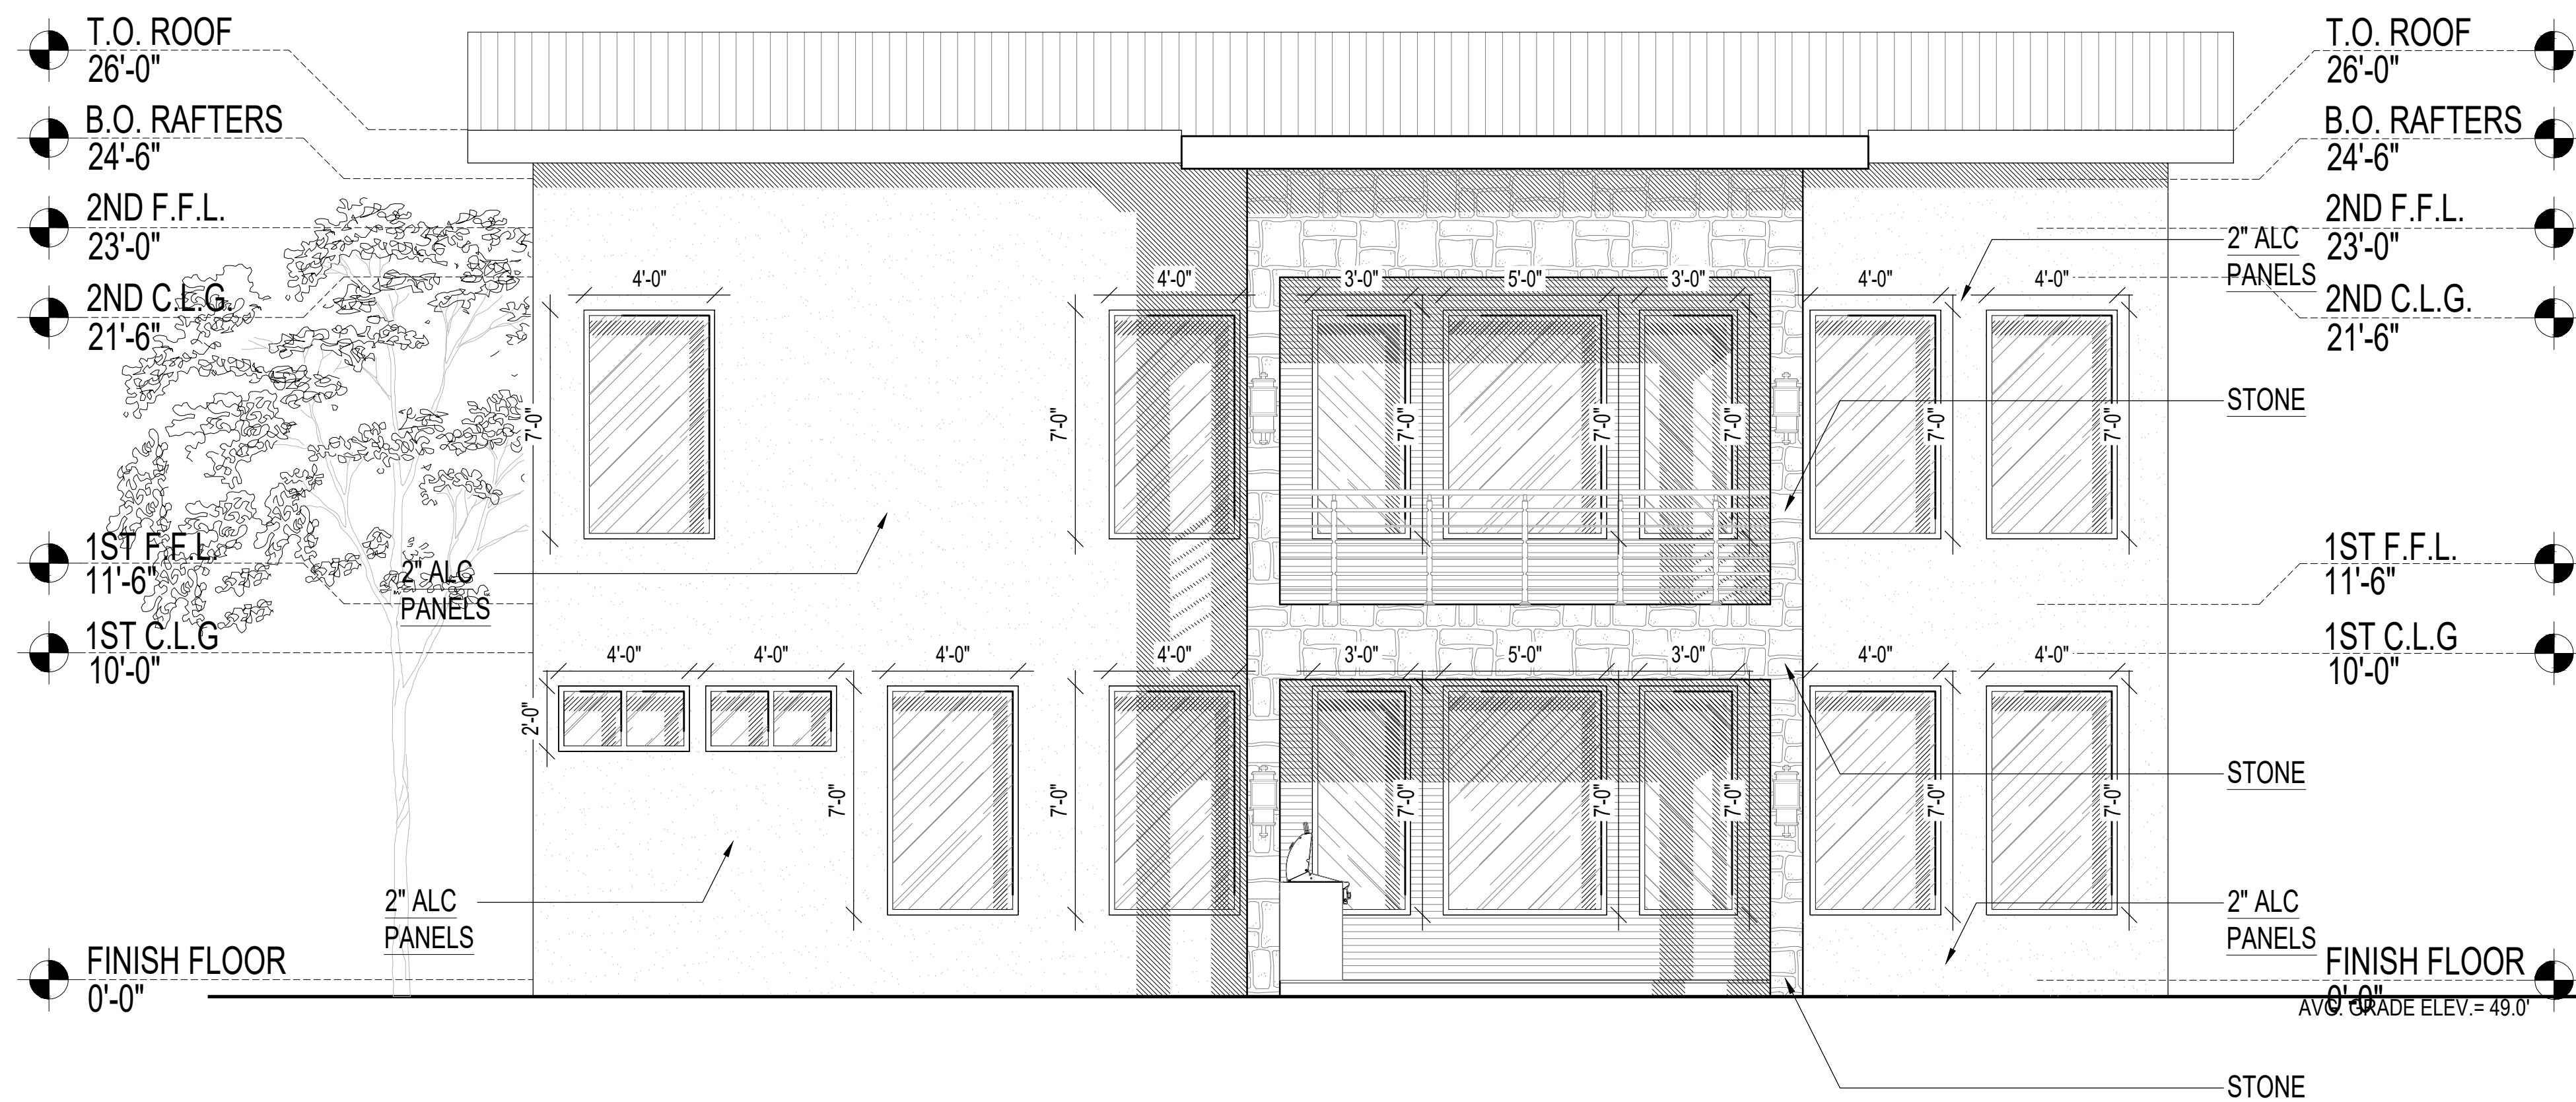 T.O. ROOF
26'-0"
B.O. RAFTERS
24'-6"
2ND F.F.L.
23'-0"
2ND C.L.G.
21'-6"
1ST F.F.L.
11'-6"
1ST C.L.G
10'-0"
FINISH FLOOR
0'-0"
2" ALC
PANELS
2" ALC
PANELS
4'-0" 4'-0" 3'-0" 5'-0" 3'-0" 4'-0" 4'-0"
7'-0" 7'-0" 7'-0" 7'-0" 7'-0" 7'-0" 7'-0"
4'-0" 4'-0" 4'-0" 4'-0" 3'-0" 5'-0" 3'-0" 4'-0" 4'-0"
2'-0"
7'-0" 7'-0" 7'-0" 7'-0" 7'-0" 7'-0" 7'-0"
2" ALC
PANELS
STONE
STONE
2" ALC
PANELS
STONE
T.O. ROOF
26'-0"
B.O. RAFTERS
24'-6"
2ND F.F.L.
23'-0"
2ND C.L.G.
21'-6"
1ST F.F.L.
11'-6"
1ST C.L.G
10'-0"
FINISH FLOOR
0'-0"
AVG. GRADE ELEV.= 49.0'